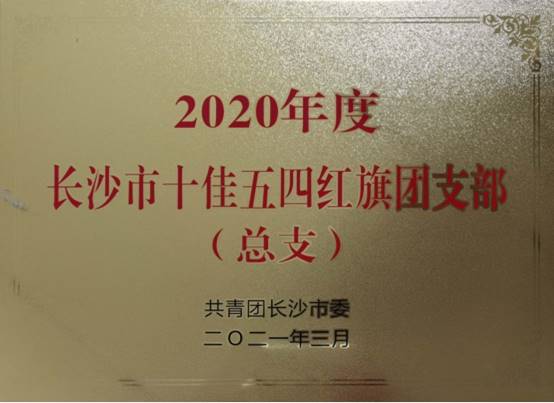 2020年度
长沙市十佳五四红旗团支部
（总支）
共青团长沙市委
二〇二一年三月